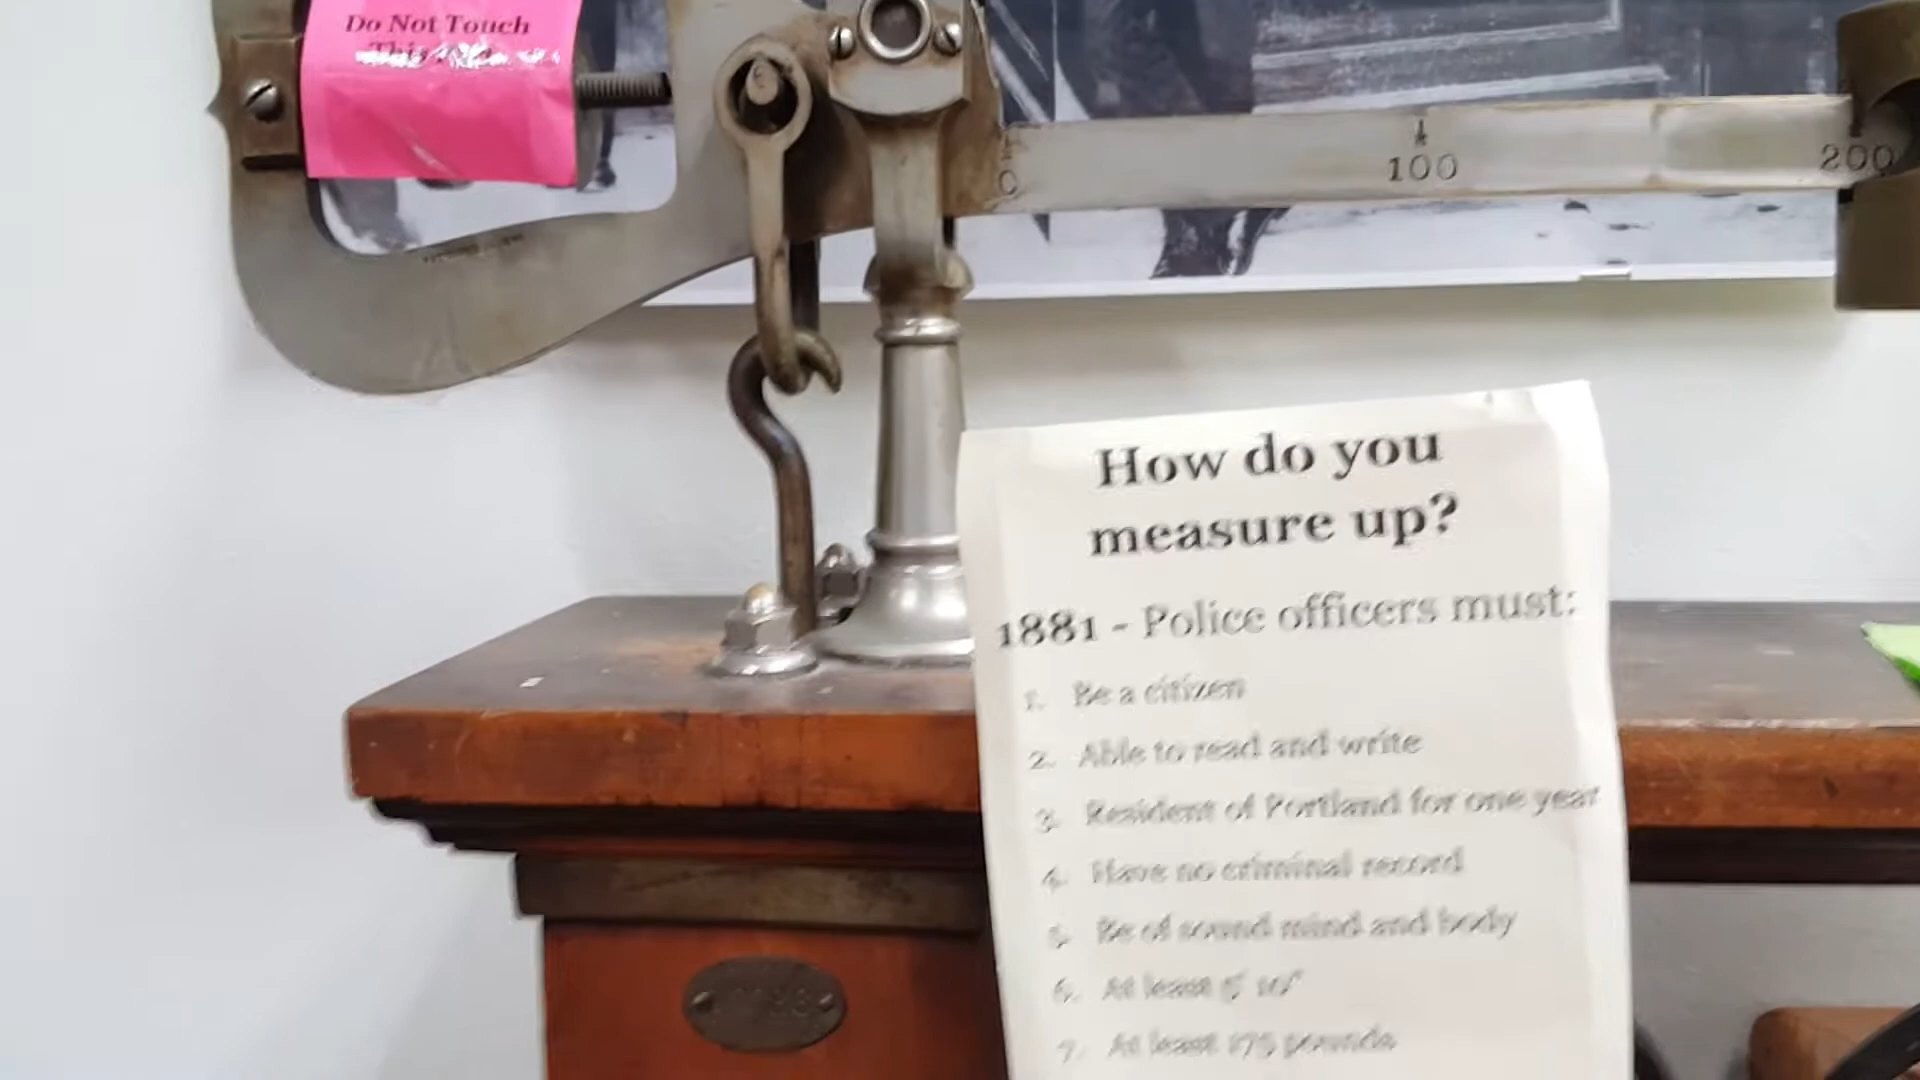 Do Not Touch
This
0 100 200
How do you
measure up?
1881 - Police officers must:
1. Be a citizen
2. Able to read and write
3. Resident of Portland for one year
4. Have no criminal record
5. Be of sound mind and body
6. At least 5' 10"
7. At least 175 pounds